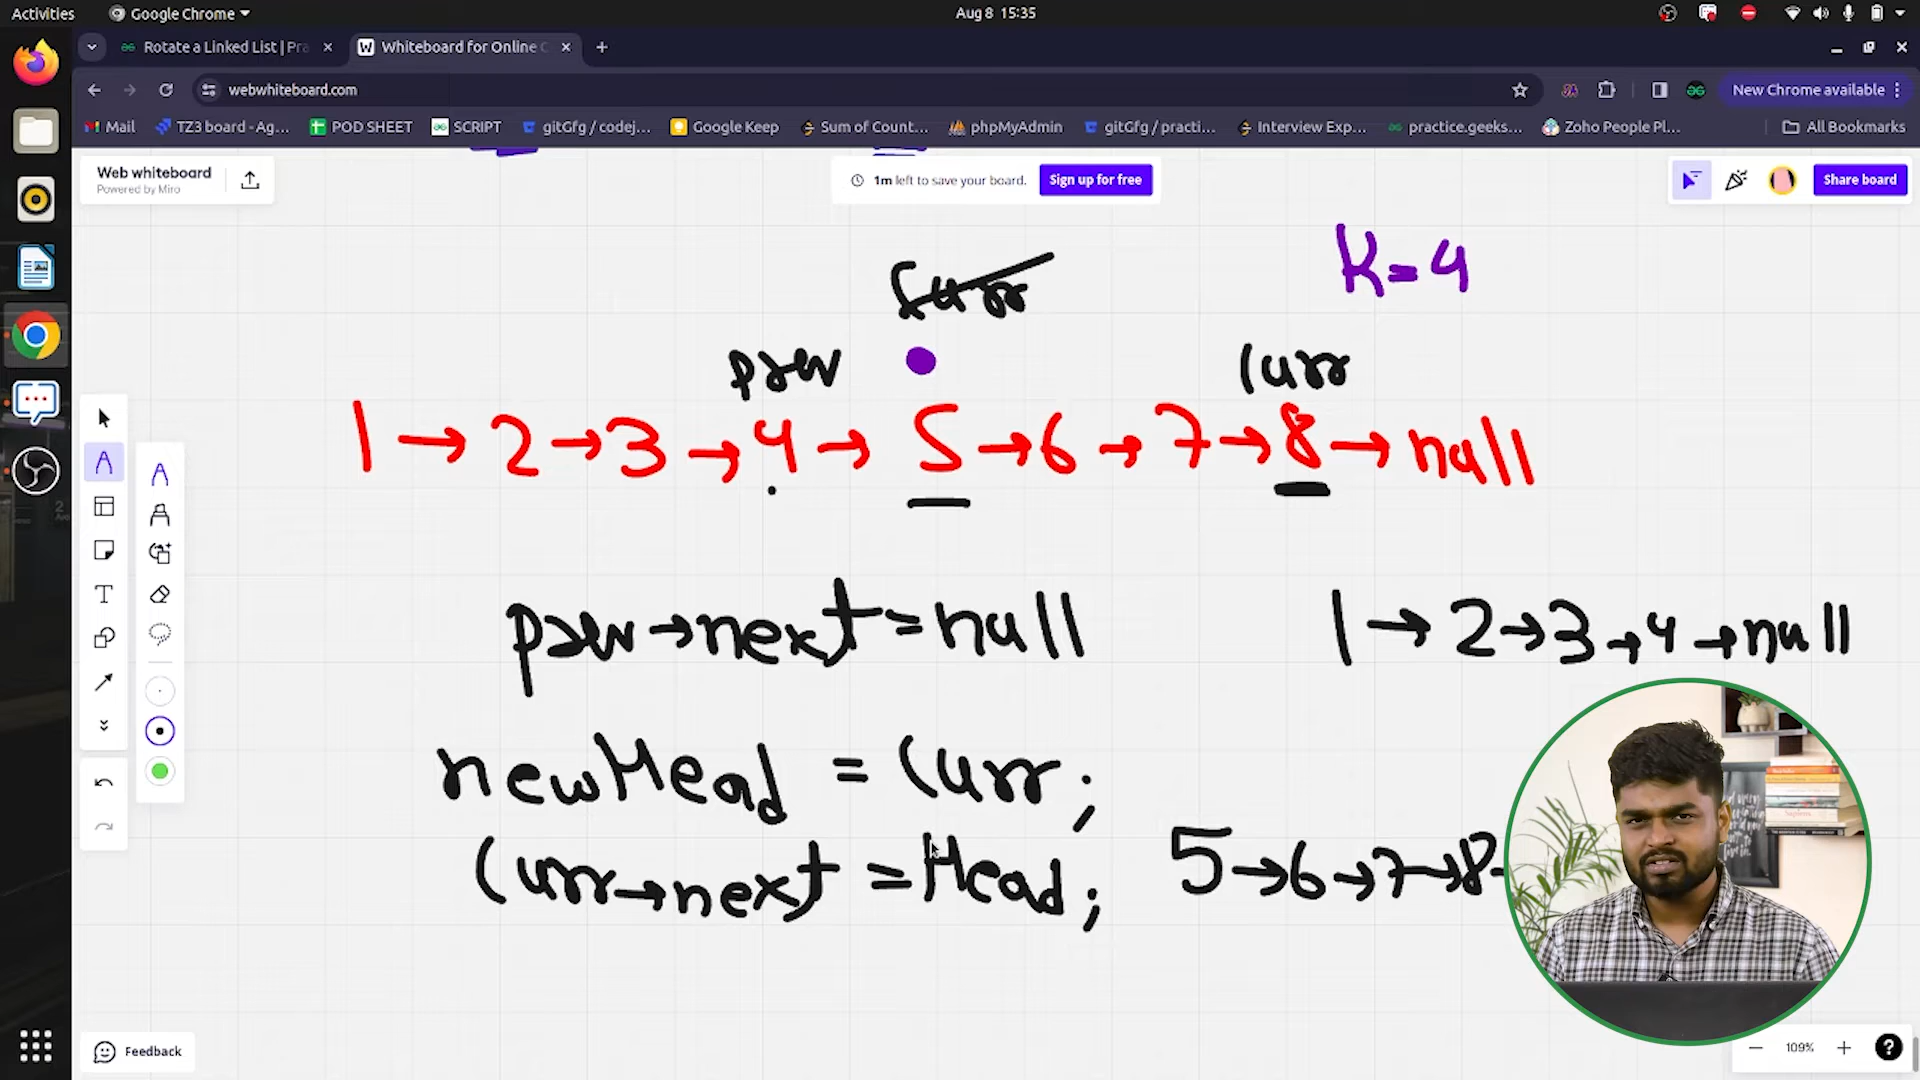 Activities Google Chrome Aug 8 15:35
Rotate a Linked List | Pra Whiteboard for Online C
webwhiteboard.com New Chrome available
Mail TZ3 board - Ag... POD SHEET SCRIPT gitGfg / codej... Google Keep Sum of Count... phpMyAdmin gitGfg / practi... Interview Exp... practice.geeks... Zoho People Pl... All Bookmarks
Web whiteboard
Powered by Miro
1m left to save your board. Sign up for free
Share board
K=4
Curr
prev curr
1→2→3→4→5→6→7→8→null
prev→next=null
1→2→3→4→null
newHead = curr;
curr→next=Head;
5→6→7→8
Feedback
109%